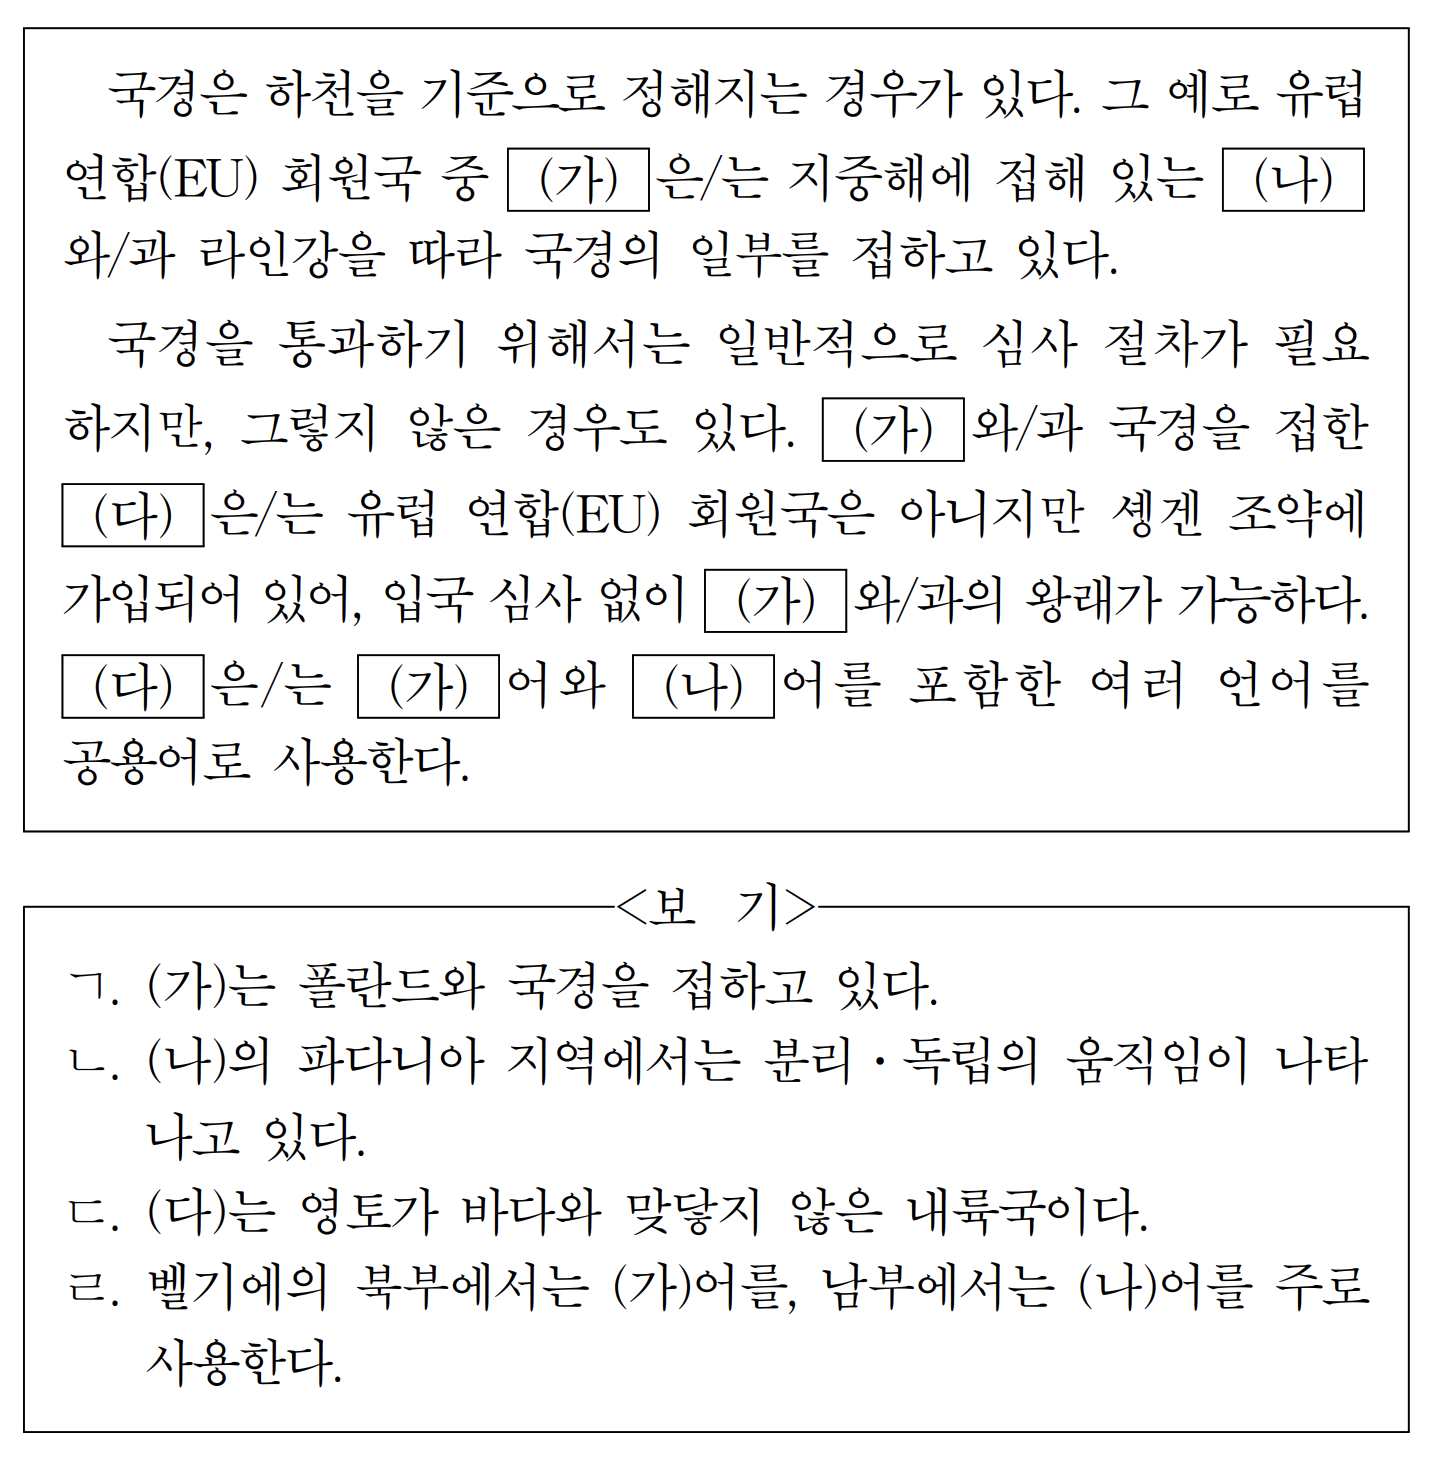 국경은 하천을 기준으로 정해지는 경우가 있다. 그 예로 유럽
연합(EU) 회원국 중 (가) 은/는 지중해에 접해 있는 (나)
와/과 라인강을 따라 국경의 일부를 접하고 있다.
국경을 통과하기 위해서는 일반적으로 심사 절차가 필요
하지만, 그렇지 않은 경우도 있다. (가) 와/과 국경을 접한
(다) 은/는 유럽 연합(EU) 회원국은 아니지만 솅겐 조약에
가입되어 있어, 입국 심사 없이 (가) 와/과의 왕래가 가능하다.
(다) 은/는 (가) 어와 (나) 어를 포함한 여러 언어를
공용어로 사용한다.
<보 기>
ㄱ. (가)는 폴란드와 국경을 접하고 있다.
ㄴ. (나)의 파다니아 지역에서는 분리·독립의 움직임이 나타
나고 있다.
ㄷ. (다)는 영토가 바다와 맞닿지 않은 내륙국이다.
ㄹ. 벨기에의 북부에서는 (가)어를, 남부에서는 (나)어를 주로
사용한다.